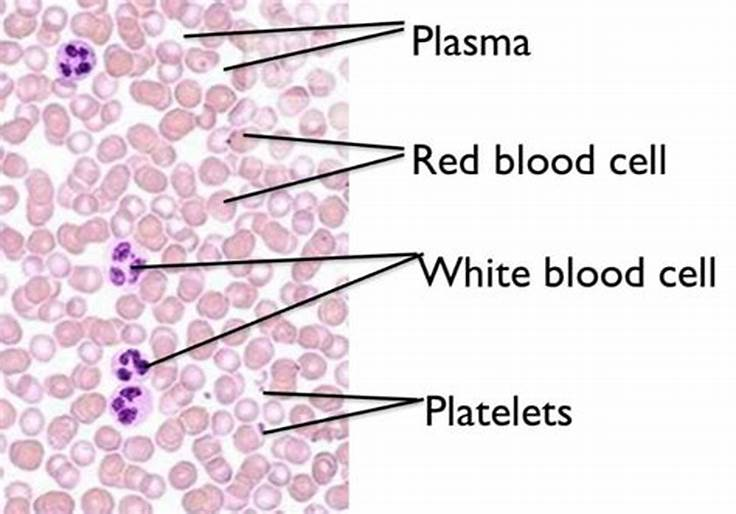 Plasma
Red blood cell
White blood cell
Platelets